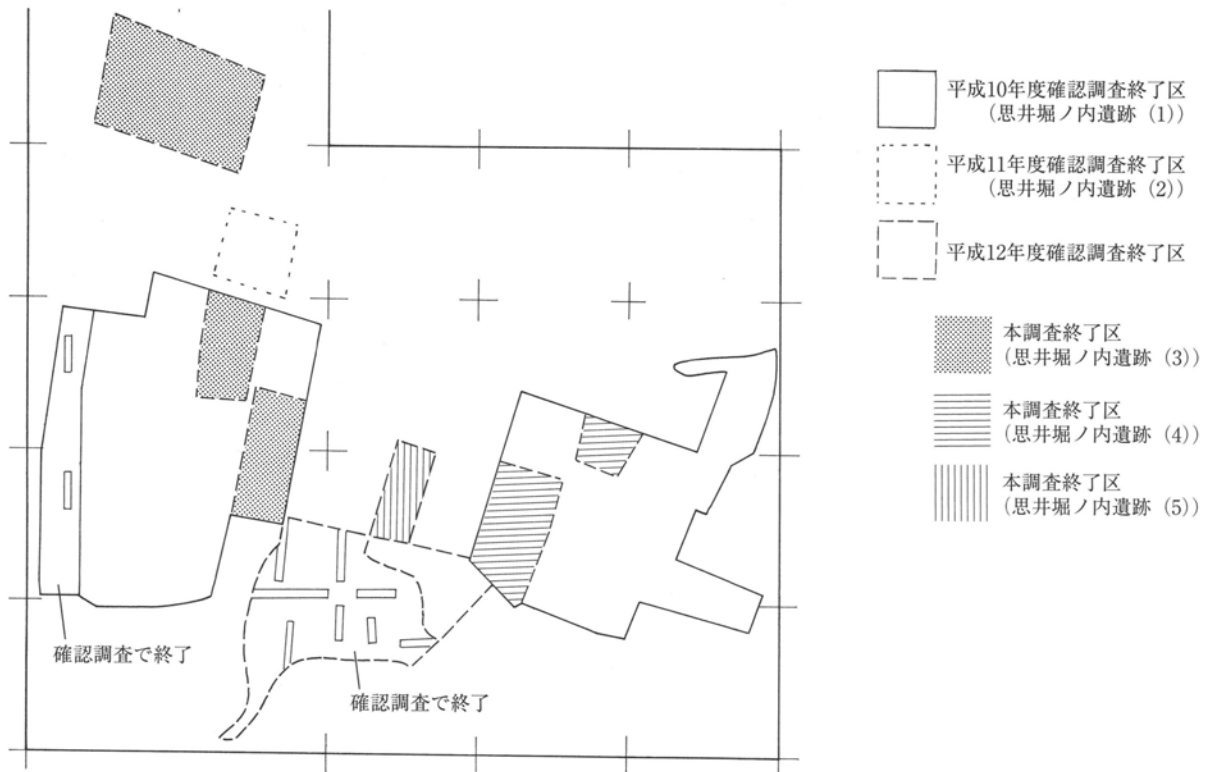 平成10年度確認調査終了区
(思井堀ノ内遺跡 (1))
平成11年度確認調査終了区
(思井堀ノ内遺跡 (2))
平成12年度確認調査終了区
本調査終了区
(思井堀ノ内遺跡 (3))
本調査終了区
(思井堀ノ内遺跡 (4))
本調査終了区
(思井堀ノ内遺跡 (5))
確認調査で終了
確認調査で終了